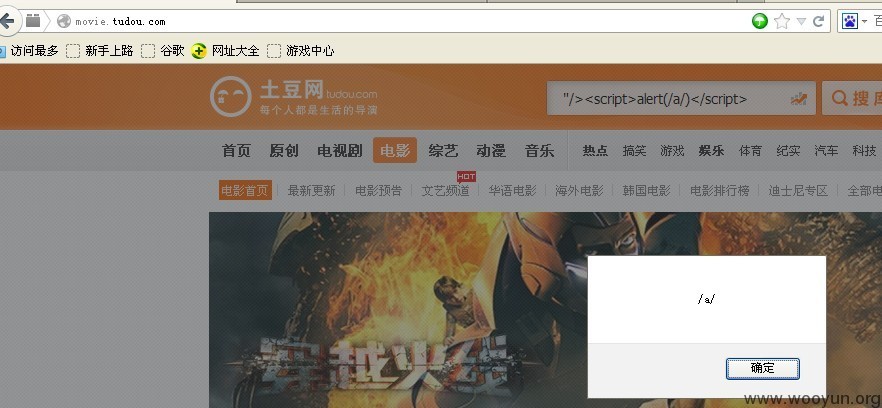 movie.tudou.com
百
访问最多 新手上路 谷歌 网址大全 游戏中心
土豆网 tudou.com
每个人都是生活的导演
"/><script>alert(/a/)</script>
搜库
首页 原创 电视剧 电影 综艺 动漫 音乐 热点 搞笑 游戏 娱乐 体育 纪实 汽车 科技
HOT
电影首页 最新更新 电影预告 文艺频道 华语电影 海外电影 韩国电影 电影排行榜 迪士尼专区 全部电
穿越火线
/a/
确定
www.wooyun.org